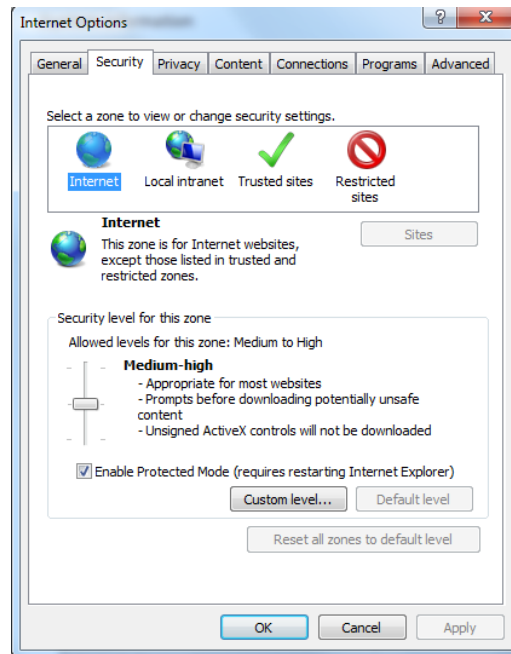 Internet Options
General Security Privacy Content Connections Programs Advanced
Select a zone to view or change security settings.
Internet Local intranet Trusted sites Restricted
sites
Internet
Sites
This zone is for Internet websites,
except those listed in trusted and
restricted zones.
Security level for this zone
Allowed levels for this zone: Medium to High
Medium-high
- Appropriate for most websites
- Prompts before downloading potentially unsafe
content
- Unsigned ActiveX controls will not be downloaded
Enable Protected Mode (requires restarting Internet Explorer)
Custom level... Default level
Reset all zones to default level
OK Cancel Apply